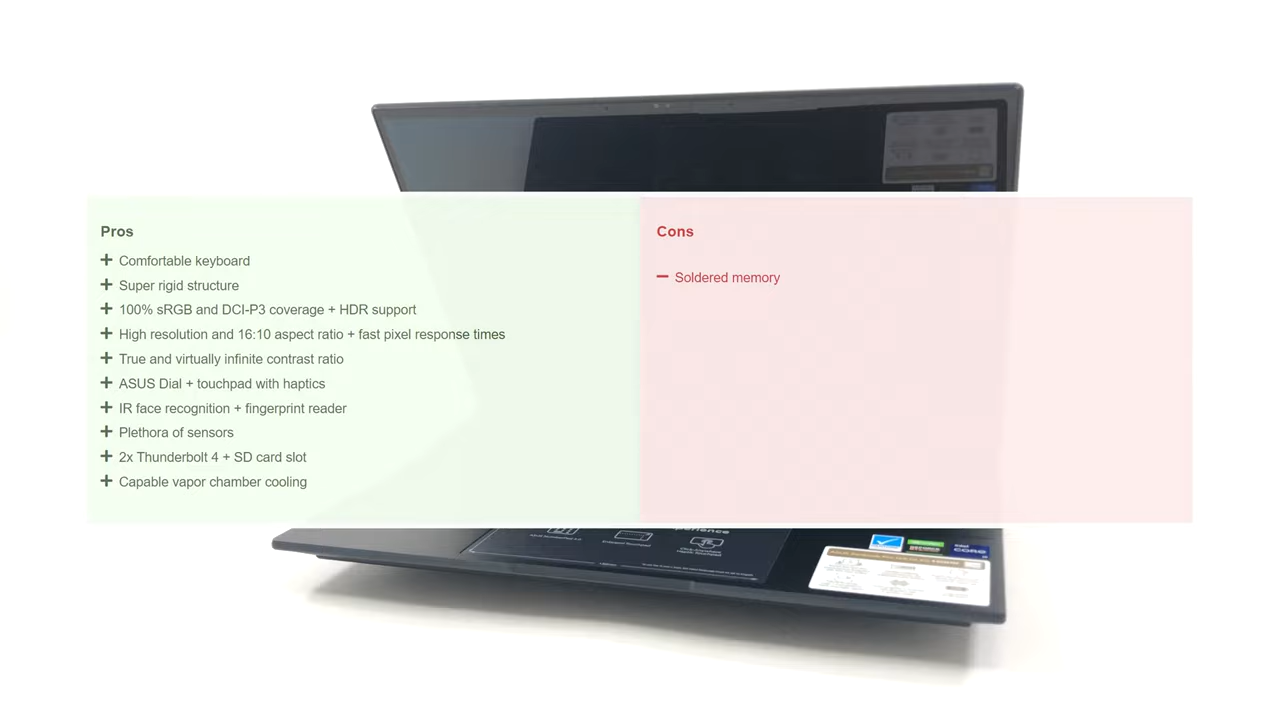 Pros
Comfortable keyboard
Super rigid structure
100% sRGB and DCI-P3 coverage + HDR support
High resolution and 16:10 aspect ratio + fast pixel response times
True and virtually infinite contrast ratio
ASUS Dial + touchpad with haptics
IR face recognition + fingerprint reader
Plethora of sensors
2x Thunderbolt 4 + SD card slot
Capable vapor chamber cooling
Cons
Soldered memory
intel
CORE